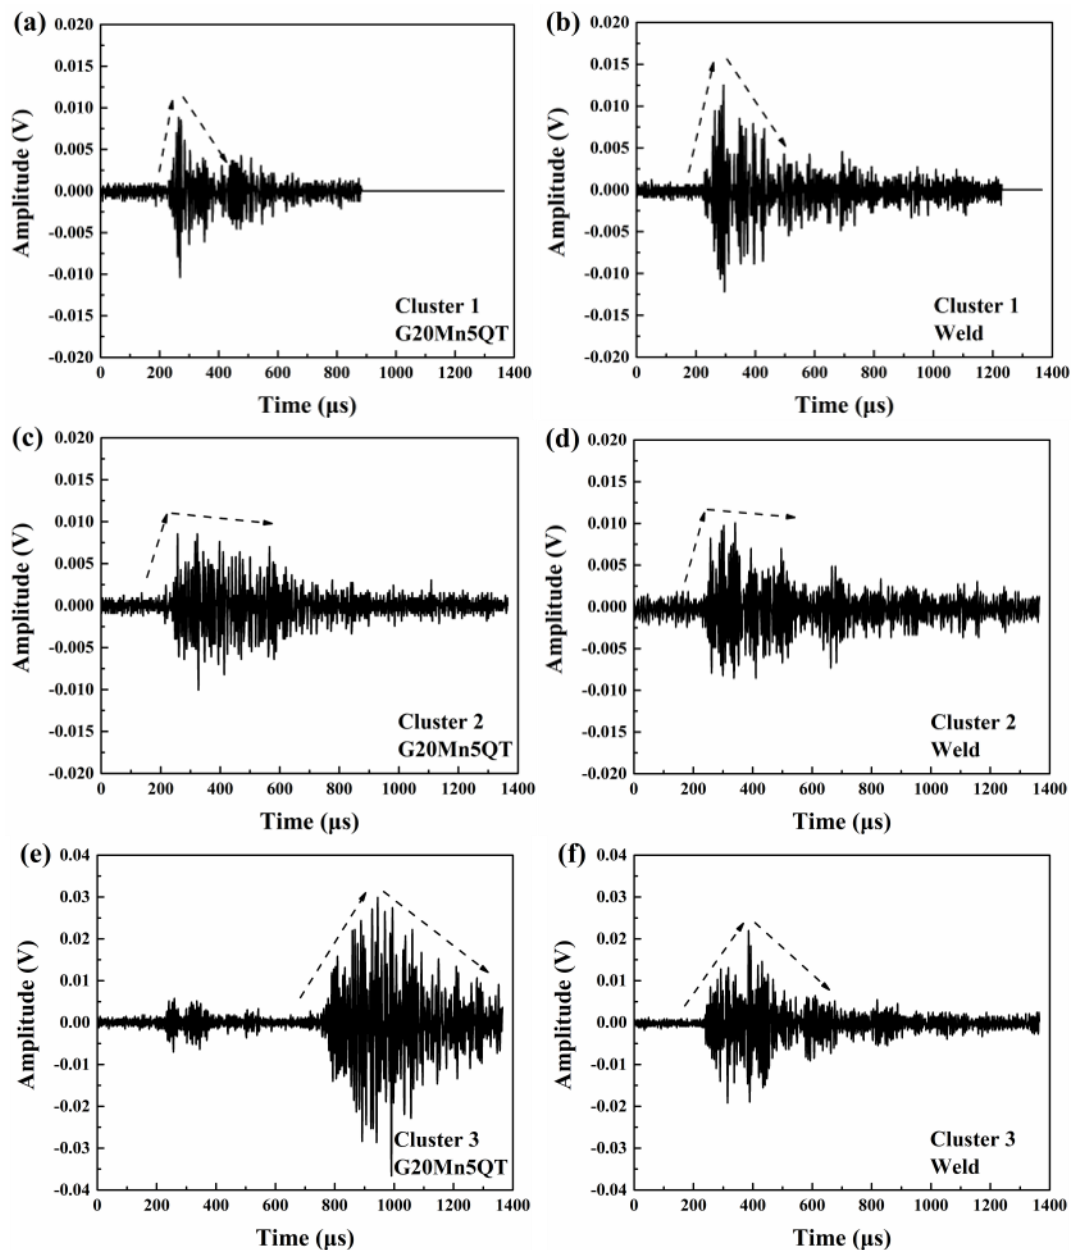 (a)
0.020
0.015
0.010
0.005
0.000
-0.005
-0.010
-0.015
-0.020
Amplitude (V)
Cluster 1
G20Mn5QT
0 200 400 600 800 1000 1200 1400
Time (μs)
(b)
0.020
0.015
0.010
0.005
0.000
-0.005
-0.010
-0.015
-0.020
Amplitude (V)
Cluster 1
Weld
0 200 400 600 800 1000 1200 1400
Time (μs)
(c)
0.020
0.015
0.010
0.005
0.000
-0.005
-0.010
-0.015
-0.020
Amplitude (V)
Cluster 2
G20Mn5QT
0 200 400 600 800 1000 1200 1400
Time (μs)
(d)
0.020
0.015
0.010
0.005
0.000
-0.005
-0.010
-0.015
-0.020
Amplitude (V)
Cluster 2
Weld
0 200 400 600 800 1000 1200 1400
Time (μs)
(e)
0.04
0.03
0.02
0.01
0.00
-0.01
-0.02
-0.03
-0.04
Amplitude (V)
Cluster 3
G20Mn5QT
0 200 400 600 800 1000 1200 1400
Time (μs)
(f)
0.04
0.03
0.02
0.01
0.00
-0.01
-0.02
-0.03
-0.04
Amplitude (V)
Cluster 3
Weld
0 200 400 600 800 1000 1200 1400
Time (μs)